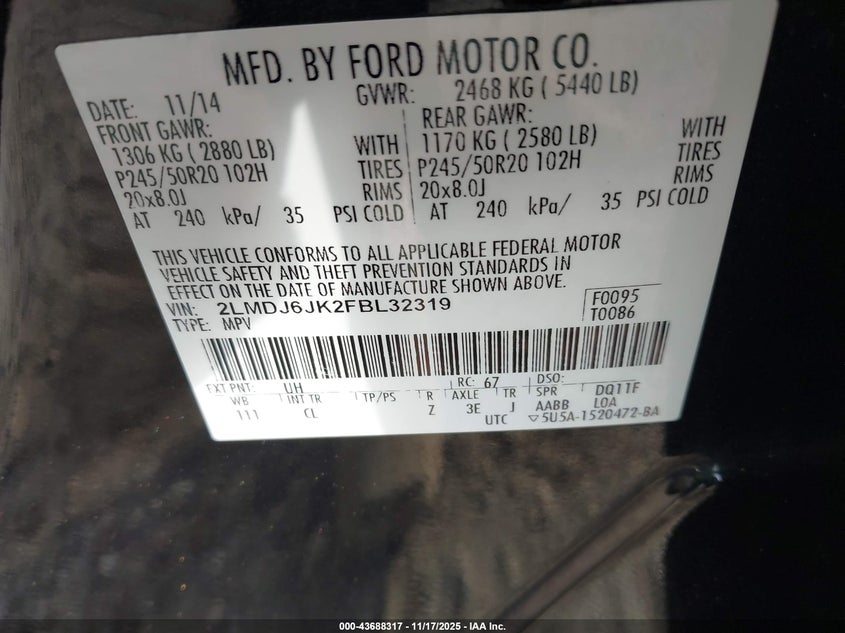 MFD. BY FORD MOTOR CO.
DATE: 11/14 GVWR: 2468 KG ( 5440 LB)
FRONT GAWR: REAR GAWR:
1306 KG ( 2880 LB) WITH 1170 KG ( 2580 LB) WITH
P245/50R20 102H TIRES P245/50R20 102H TIRES
20x8.0J RIMS 20x8.0J RIMS
AT 240 kPa/ 35 PSI COLD AT 240 kPa/ 35 PSI COLD
THIS VEHICLE CONFORMS TO ALL APPLICABLE FEDERAL MOTOR
VEHICLE SAFETY AND THEFT PREVENTION STANDARDS IN
EFFECT ON THE DATE OF MANUFACTURE SHOWN ABOVE.
VIN: 2LMDJ6JK2FBL32319 F0095
TYPE: MPV T0086
EXT PNT: UH RC: 67 DSO:
WB INT TR TP/PS R AXLE TR SPR DQ11F
111 CL Z 3E J AABB LOA
UTC ▽5U5A-1520472-BA
000-43688317 - 11/17/2025 - IAA Inc.